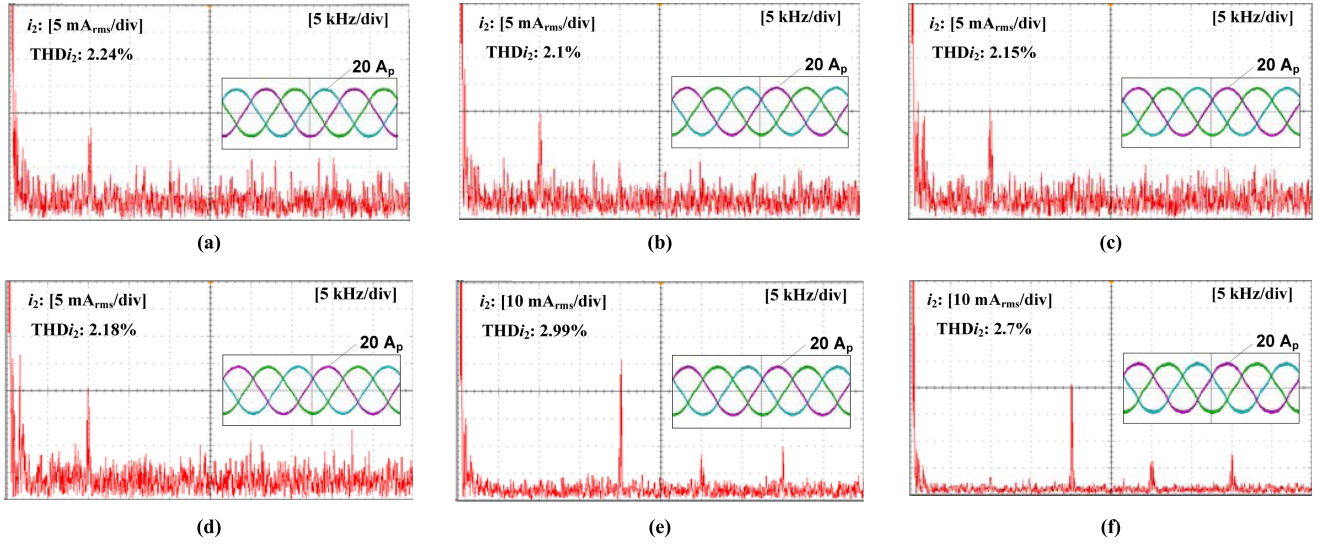 i₂: [5 mArms/div] [5 kHz/div]
THDi₂: 2.24%
20 Ap
(a)
i₂: [5 mArms/div] [5 kHz/div]
THDi₂: 2.1%
20 Ap
(b)
i₂: [5 mArms/div] [5 kHz/div]
THDi₂: 2.15%
20 Ap
(c)
i₂: [5 mArms/div] [5 kHz/div]
THDi₂: 2.18%
20 Ap
(d)
i₂: [10 mArms/div] [5 kHz/div]
THDi₂: 2.99%
20 Ap
(e)
i₂: [10 mArms/div] [5 kHz/div]
THDi₂: 2.7%
20 Ap
(f)